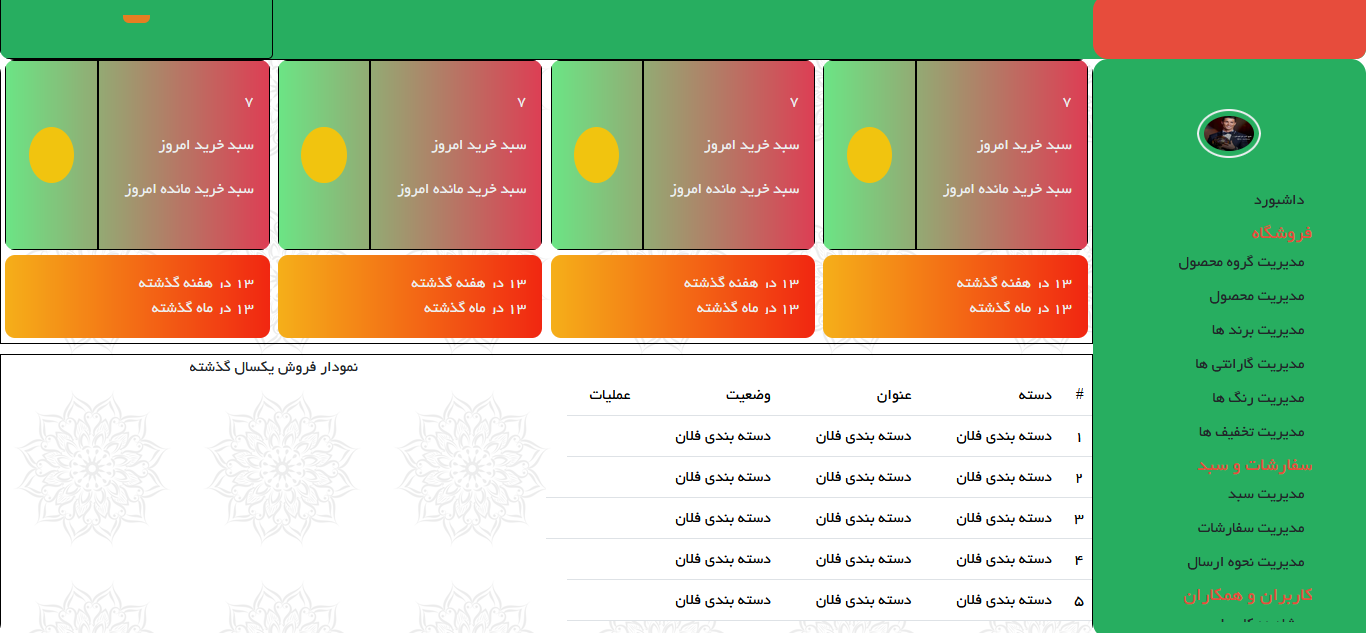 داشبورد
فروشگاه
مدیریت گروه محصول
مدیریت محصول
مدیریت برند ها
مدیریت گارانتی ها
مدیریت رنگ ها
مدیریت تخفیف ها
سفارشات و سبد
مدیریت سبد
مدیریت سفارشات
مدیریت نحوه ارسال
کاربران و همکاران
۷
سبد خرید امروز
سبد خرید مانده امروز
۱۳ در هفته گذشته
۱۳ در ماه گذشته
۷
سبد خرید امروز
سبد خرید مانده امروز
۱۳ در هفته گذشته
۱۳ در ماه گذشته
۷
سبد خرید امروز
سبد خرید مانده امروز
۱۳ در هفته گذشته
۱۳ در ماه گذشته
۷
سبد خرید امروز
سبد خرید مانده امروز
۱۳ در هفته گذشته
۱۳ در ماه گذشته
# دسته عنوان وضعیت عملیات
۱ دسته بندی فلان دسته بندی فلان دسته بندی فلان
۲ دسته بندی فلان دسته بندی فلان دسته بندی فلان
۳ دسته بندی فلان دسته بندی فلان دسته بندی فلان
۴ دسته بندی فلان دسته بندی فلان دسته بندی فلان
۵ دسته بندی فلان دسته بندی فلان دسته بندی فلان
نمودار فروش یکسال گذشته